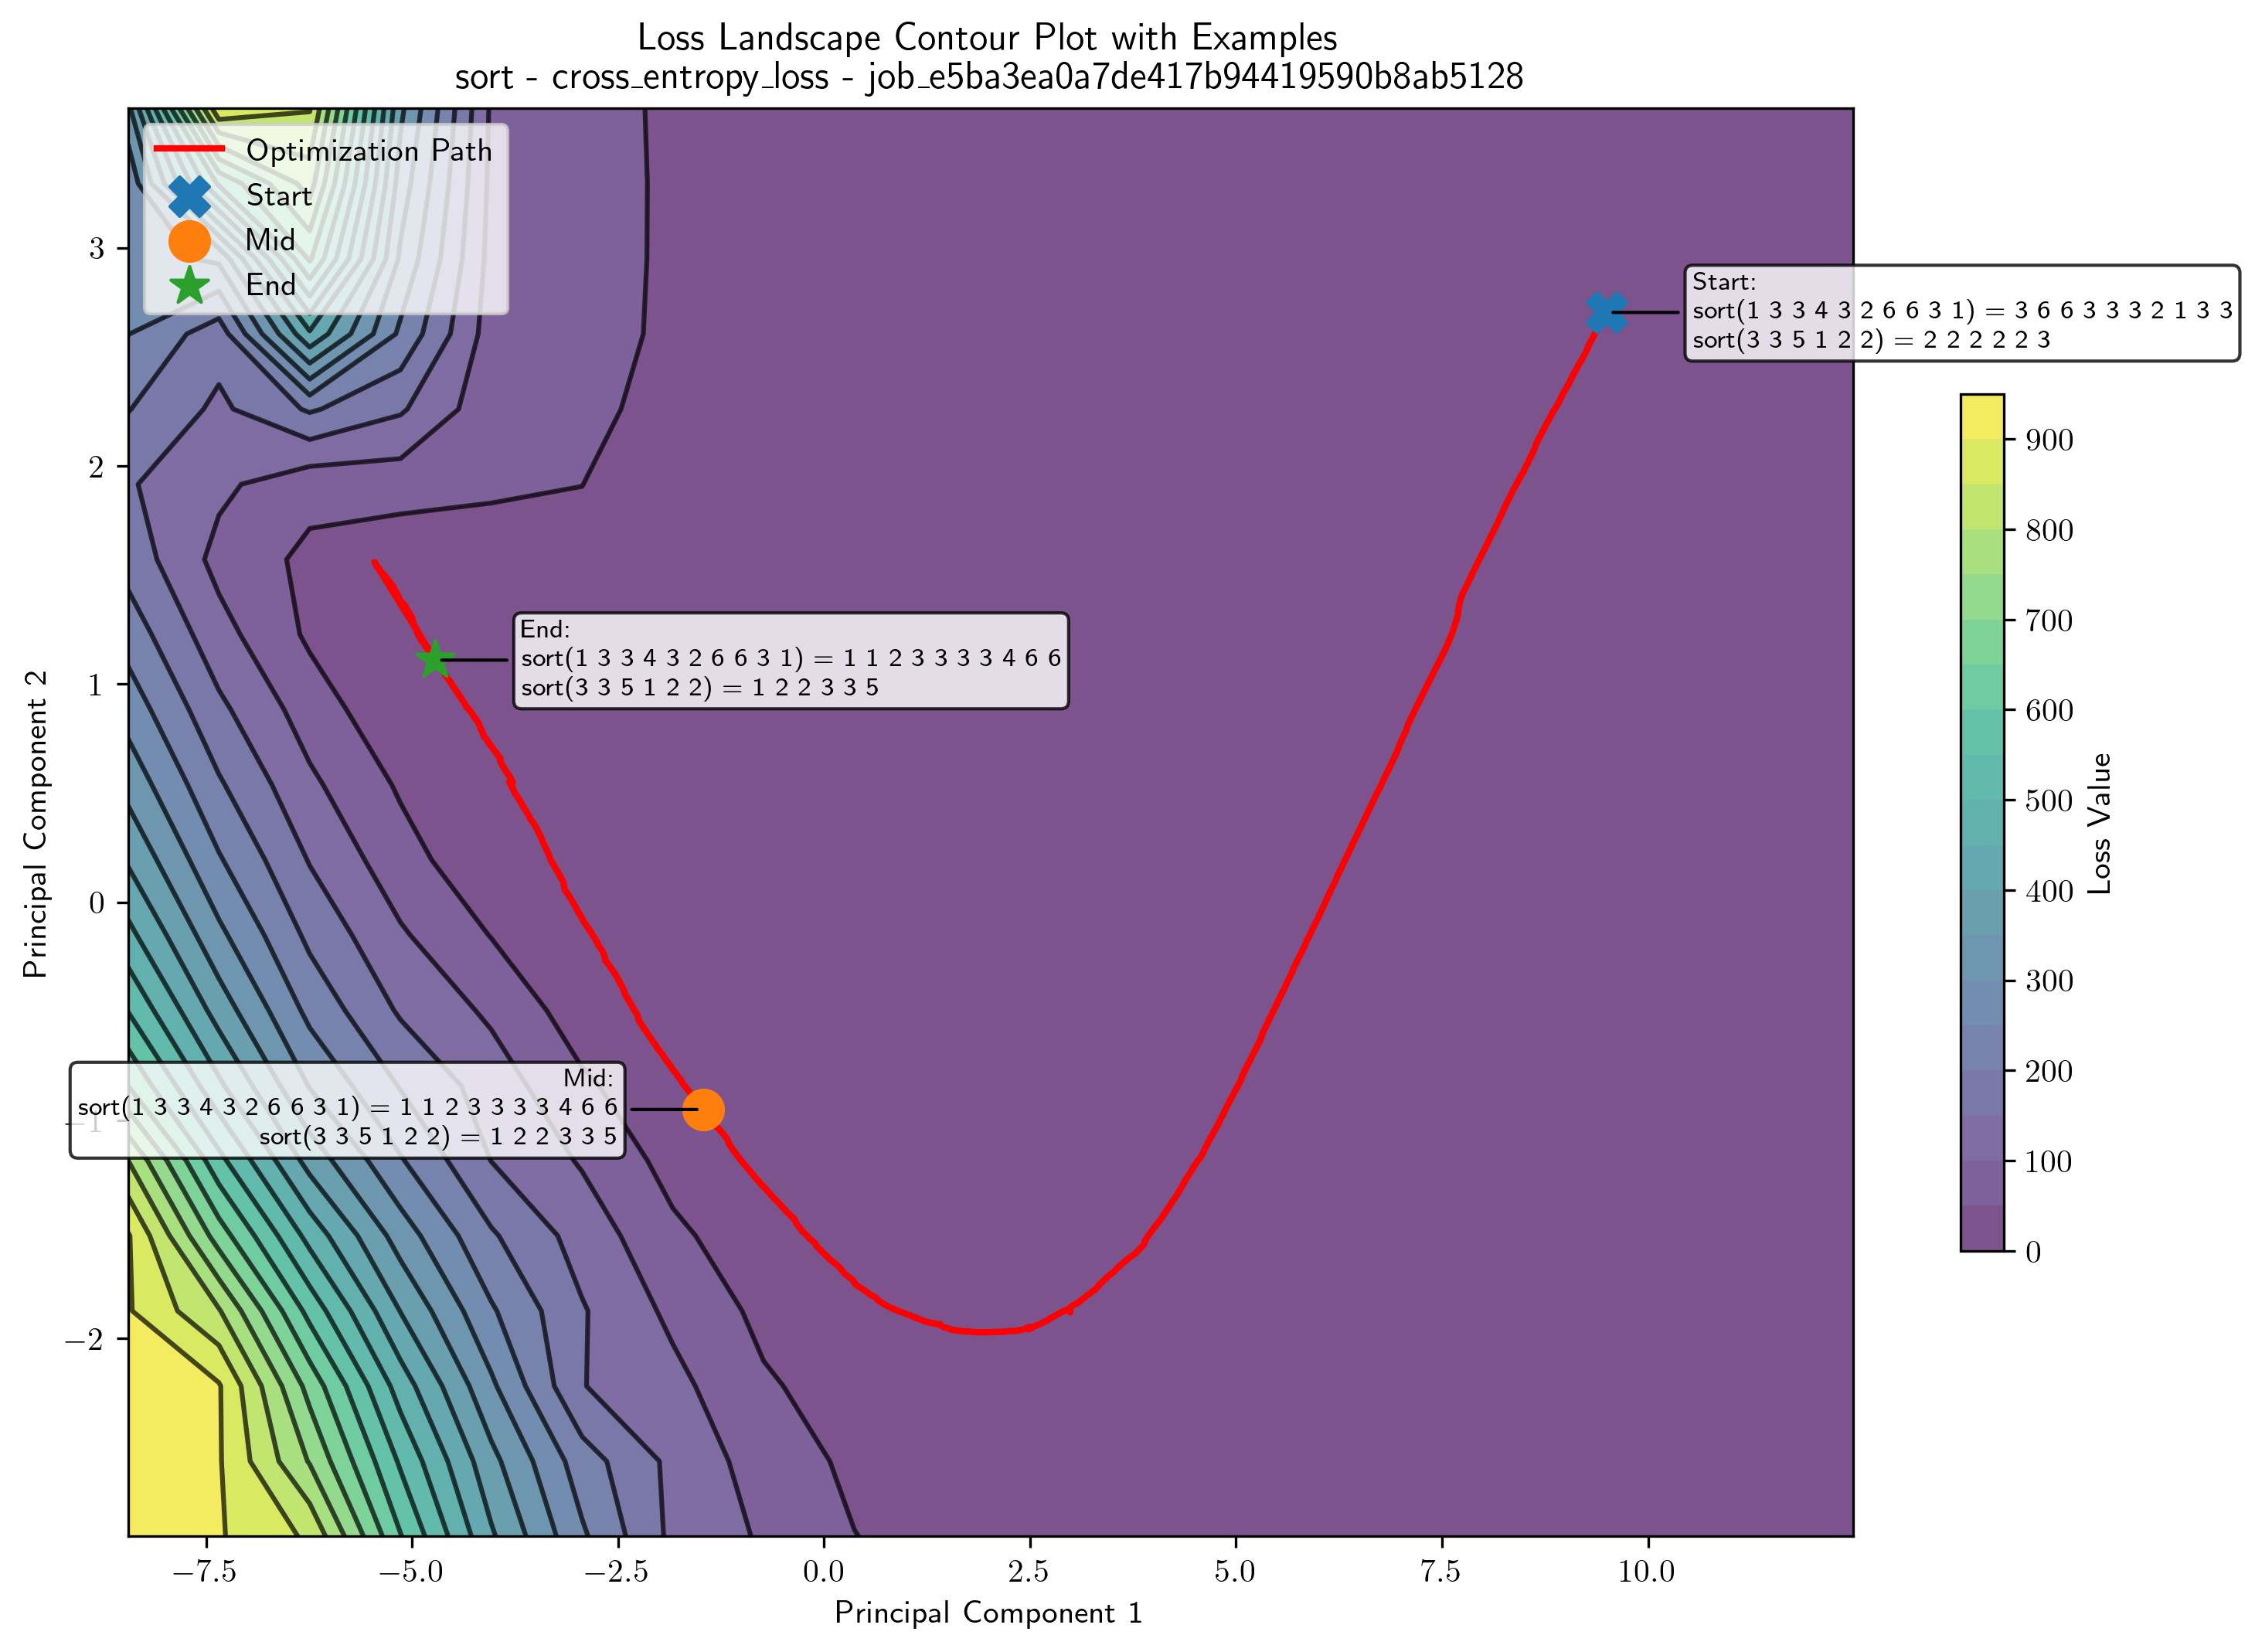 Loss Landscape Contour Plot with Examples
sort - cross_entropy_loss - job_e5ba3ea0a7de417b94419590b8ab5128
Optimization Path
Start
Mid
End
Start:
sort(1 3 3 4 3 2 6 6 3 1) = 3 6 6 3 3 3 2 1 3 3
sort(3 3 5 1 2 2) = 2 2 2 2 2 3
End:
sort(1 3 3 4 3 2 6 6 3 1) = 1 1 2 3 3 3 3 4 6 6
sort(3 3 5 1 2 2) = 1 2 2 3 3 5
Mid:
sort(1 3 3 4 3 2 6 6 3 1) = 1 1 2 3 3 3 3 4 6 6
sort(3 3 5 1 2 2) = 1 2 2 3 3 5
Principal Component 2
3
2
1
0
−1
−2
−7.5
−5.0
−2.5
0.0
2.5
5.0
7.5
10.0
Principal Component 1
900
800
700
600
500
400
300
200
100
0
Loss Value